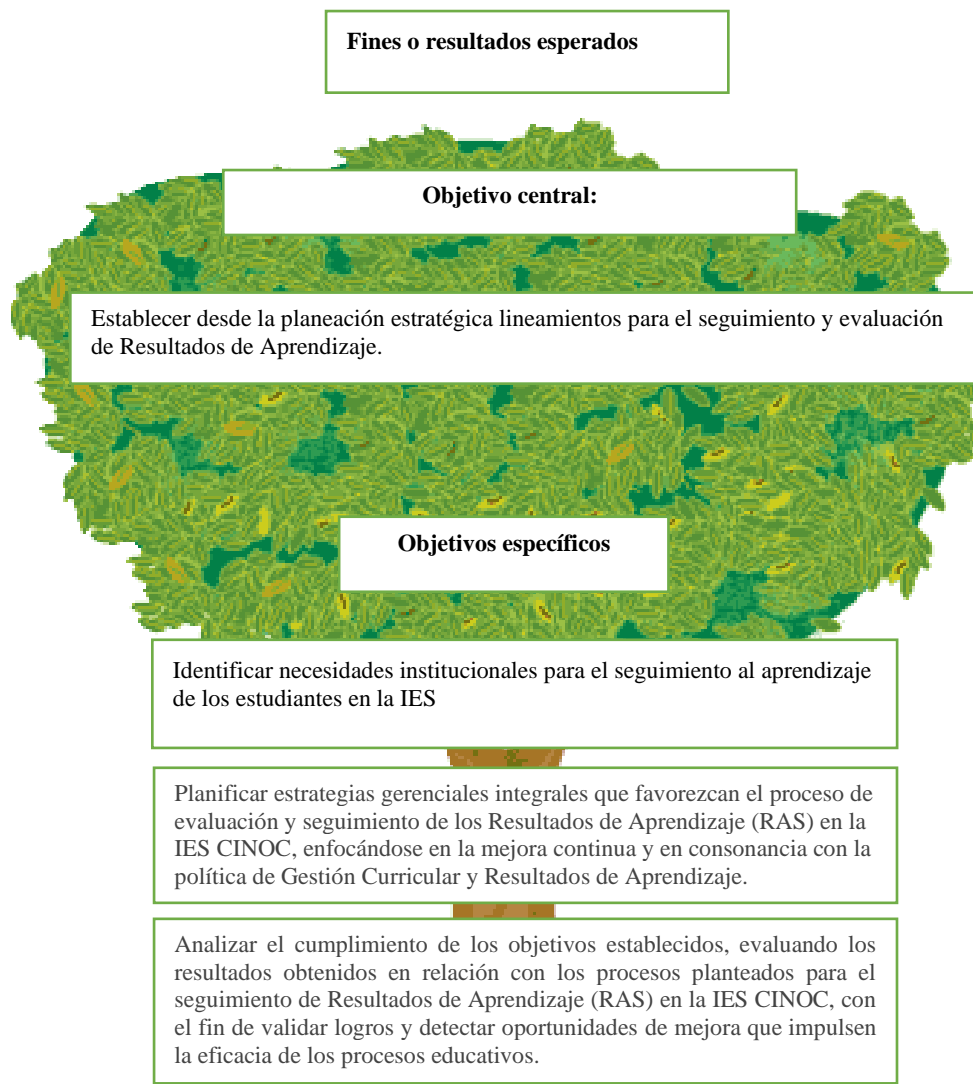 Fines o resultados esperados
Objetivo central:
Establecer desde la planeación estratégica lineamientos para el seguimiento y evaluación
de Resultados de Aprendizaje.
Objetivos específicos
Identificar necesidades institucionales para el seguimiento al aprendizaje
de los estudiantes en la IES
Planificar estrategias gerenciales integrales que favorezcan el proceso de
evaluación y seguimiento de los Resultados de Aprendizaje (RAS) en la
IES CINOC, enfocándose en la mejora continua y en consonancia con la
política de Gestión Curricular y Resultados de Aprendizaje.
Analizar el cumplimiento de los objetivos establecidos, evaluando los
resultados obtenidos en relación con los procesos planteados para el
seguimiento de Resultados de Aprendizaje (RAS) en la IES CINOC, con
el fin de validar logros y detectar oportunidades de mejora que impulsen
la eficacia de los procesos educativos.